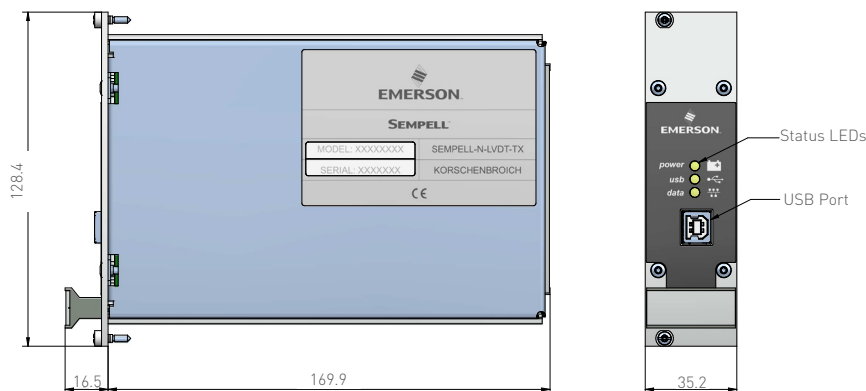 EMERSON.
SEMPELL™
MODEL: XXXXXXXX
SEMPELL-N-LVDT-TX
SERIAL: XXXXXXX
KORSCHENBROICH
CE
128.4
16.5
169.9
EMERSON.
power
usb
data
Status LEDs
USB Port
35.2